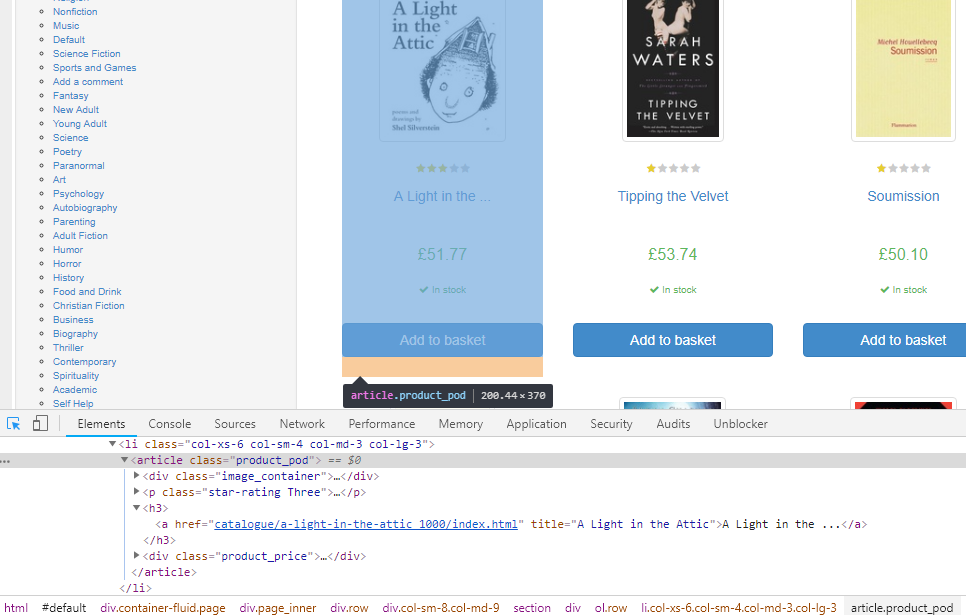 Religion
Nonfiction
Music
Default
Science Fiction
Sports and Games
Add a comment
Fantasy
New Adult
Young Adult
Science
Poetry
Paranormal
Art
Psychology
Autobiography
Parenting
Adult Fiction
Humor
Horror
History
Food and Drink
Christian Fiction
Business
Biography
Thriller
Contemporary
Spirituality
Academic
Self Help
A Light
in the
Attic
poems and
drawings by
Shel Silverstein
A Light in the ...
£51.77
In stock
Add to basket
SARAH
WATERS
TIPPING
THE VELVET
Tipping the Velvet
£53.74
In stock
Add to basket
Michel Houellebecq
Soumission
Flammarion
Soumission
£50.10
In stock
Add to basket
article.product_pod | 200.44 × 370
Elements Console Sources Network Performance Memory Application Security Audits Unblocker
<li class="col-xs-6 col-sm-4 col-md-3 col-lg-3">
... <article class="product_pod"> == $0
<div class="image_container">…</div>
<p class="star-rating Three">…</p>
<h3>
<a href="catalogue/a-light-in-the-attic_1000/index.html" title="A Light in the Attic">A Light in the ...</a>
</h3>
<div class="product_price">…</div>
</article>
</li>
html #default div.container-fluid.page div.page_inner div.row div.col-sm-8.col-md-9 section div ol.row li.col-xs-6.col-sm-4.col-md-3.col-lg-3 article.product_pod